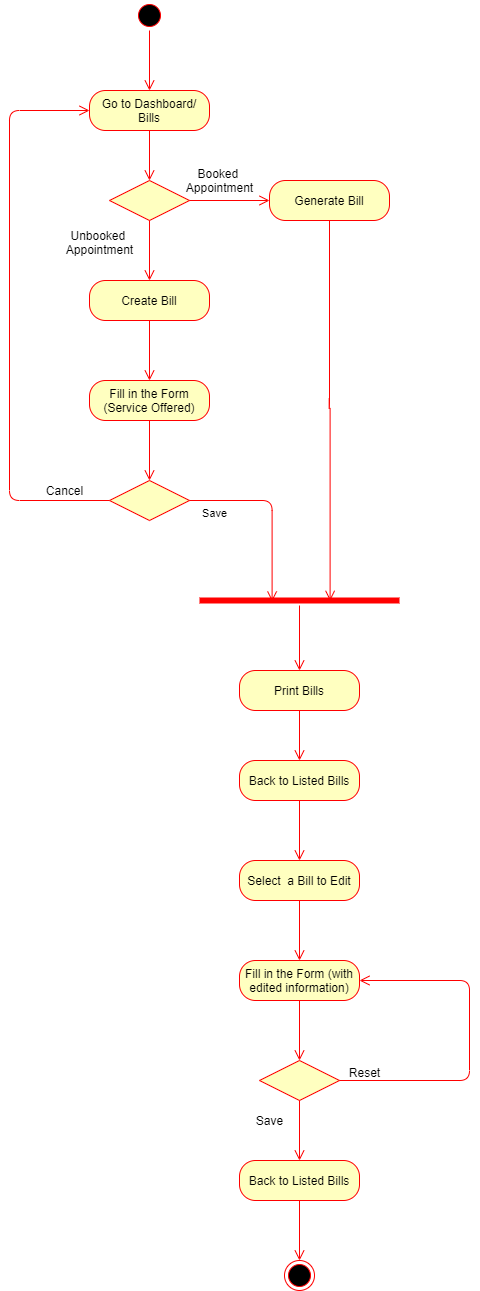 Go to Dashboard/
Bills
Booked
Appointment
Generate Bill
Unbooked
Appointment
Create Bill
Fill in the Form
(Service Offered)
Cancel
Save
Print Bills
Back to Listed Bills
Select a Bill to Edit
Fill in the Form (with
edited information)
Reset
Save
Back to Listed Bills